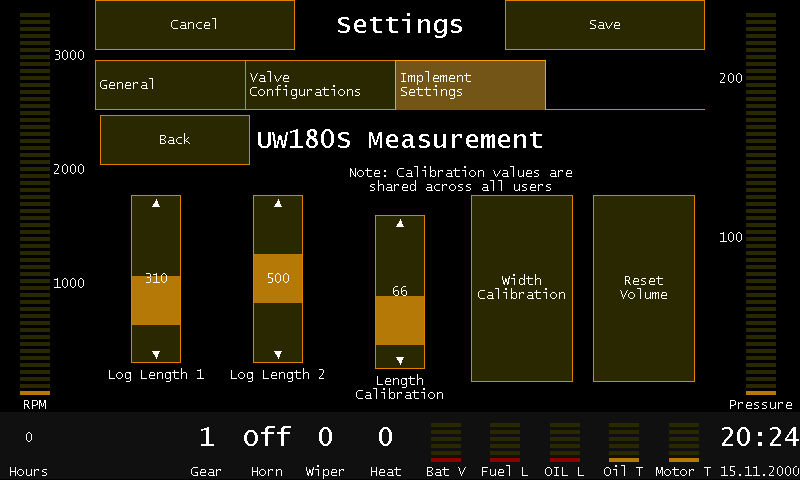 Cancel
Settings
Save
3000
200
General
Valve
Configurations
Implement
Settings
Back
UW180S Measurement
2000
Note: Calibration values are
shared across all users
100
1000
310
500
66
Width
Calibration
Reset
Volume
Log Length 1
Log Length 2
Length
Calibration
RPM
Pressure
0
1
off
0
0
20:24
Hours
Gear
Horn
Wiper
Heat
Bat V
Fuel L
OIL L
Oil T
Motor T
15.11.2000